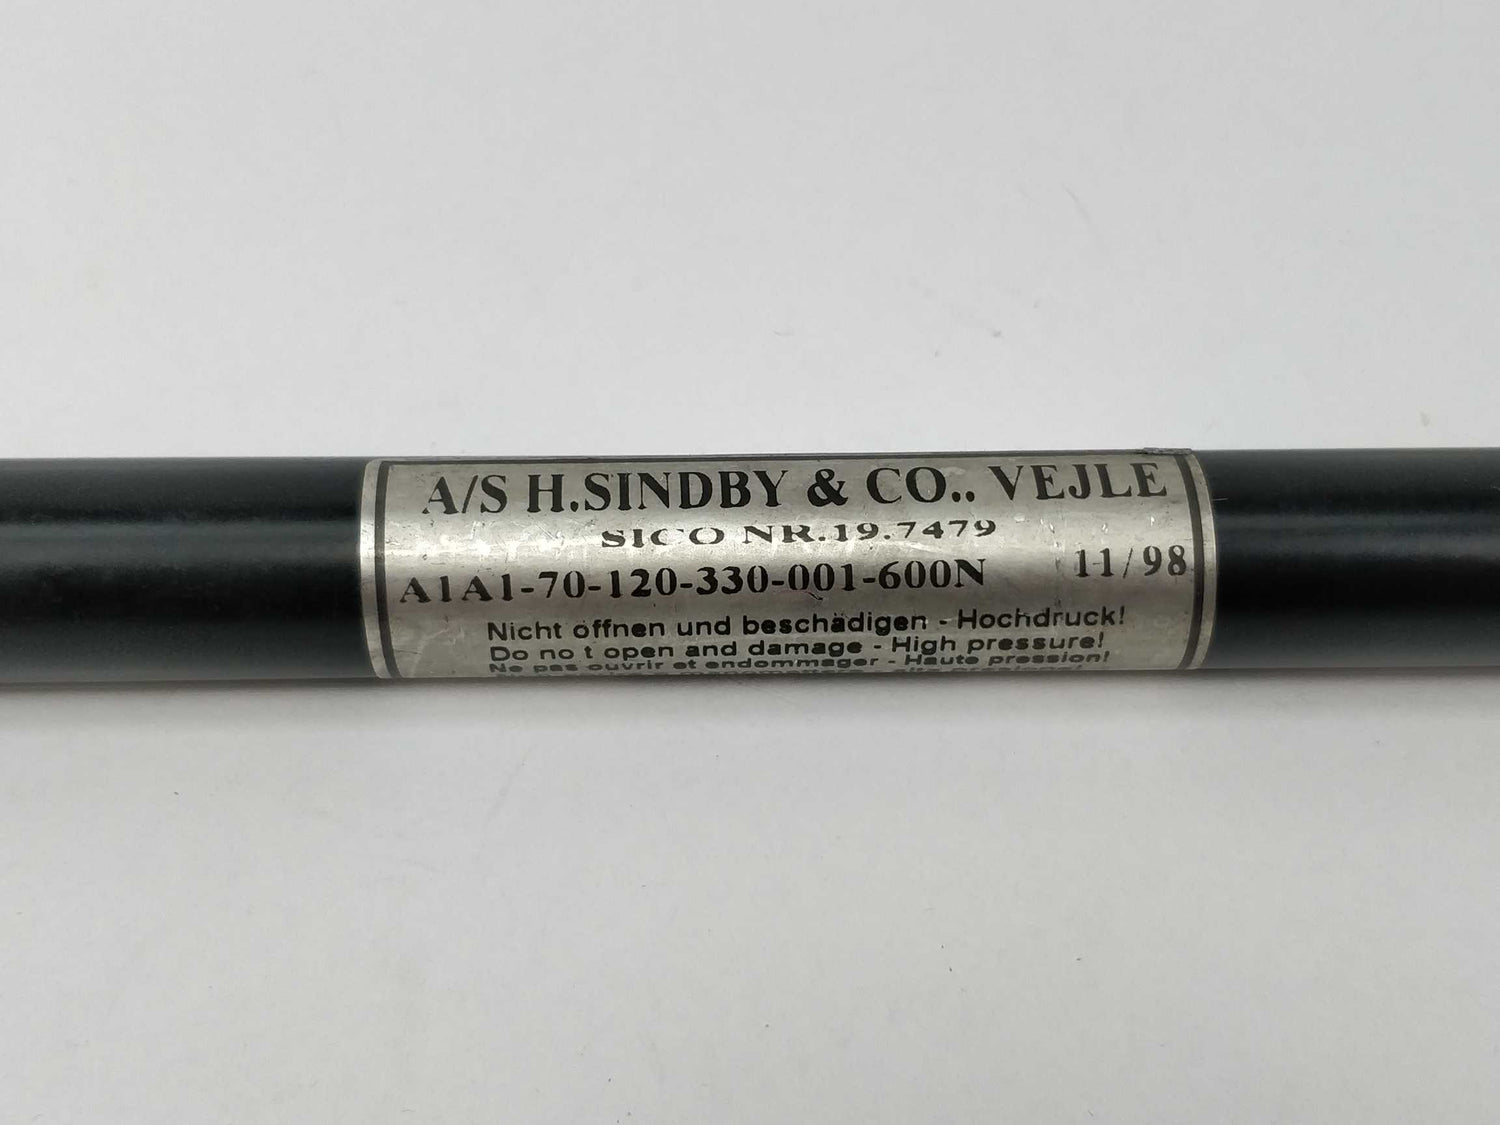 A/S H.SINDBY & CO.. VEJLE
SICO NR.19.7479
A1A1-70-120-330-001-600N 11/98
Nicht öffnen und beschädigen - Hochdruck!
Do no t open and damage - High pressure!
Ne pas ouvrir et endommager - Haute pression!